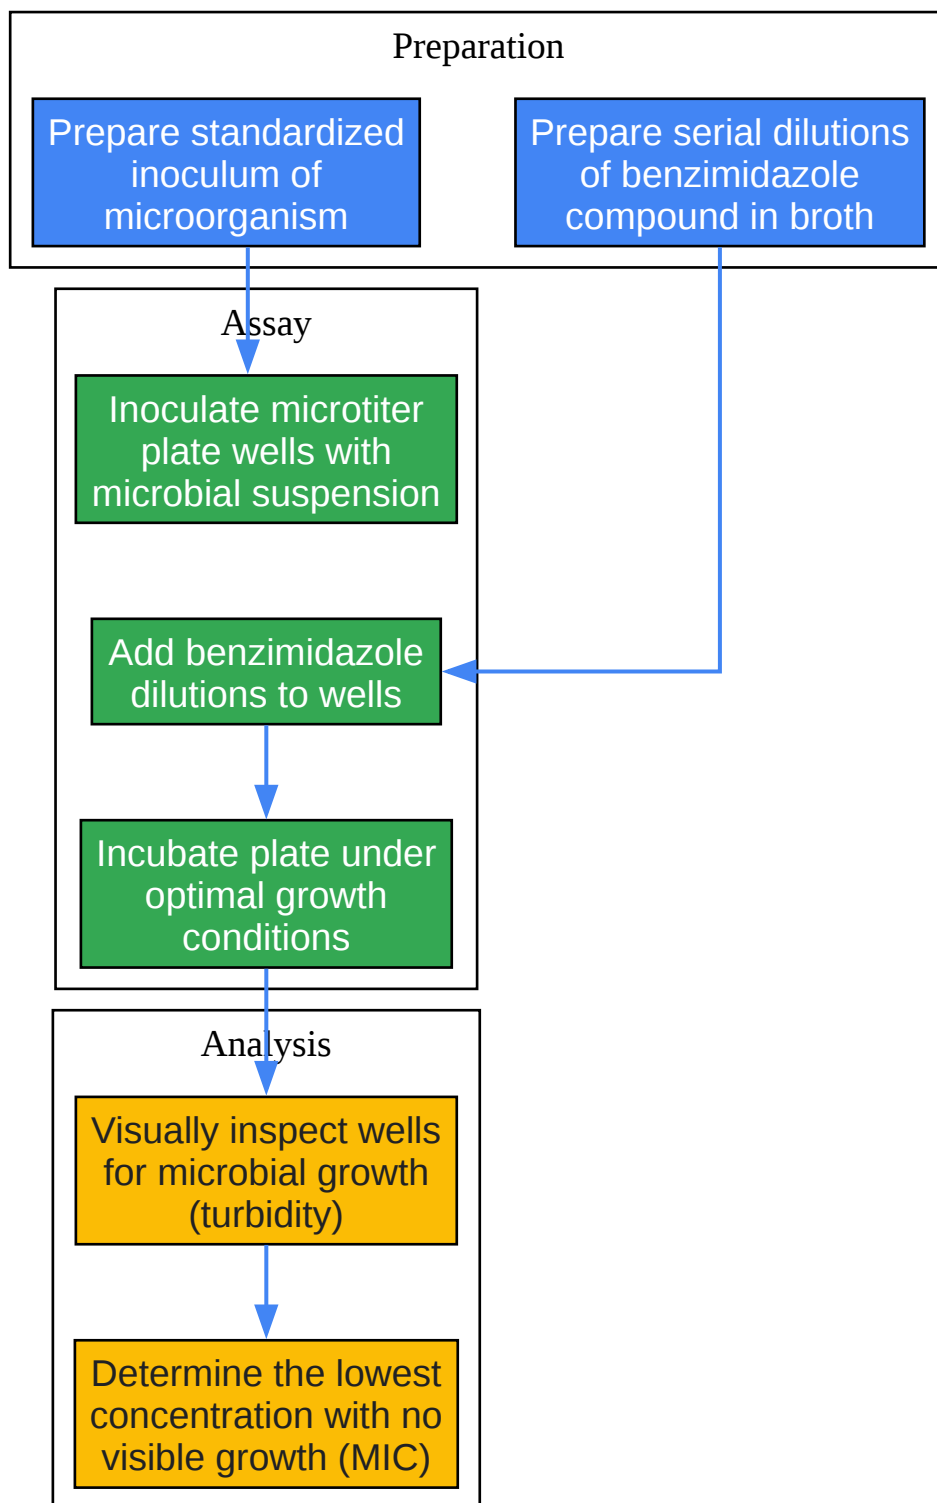 Preparation
Prepare standardized
inoculum of
microorganism
Prepare serial dilutions
of benzimidazole
compound in broth
Assay
Inoculate microtiter
plate wells with
microbial suspension
Add benzimidazole
dilutions to wells
Incubate plate under
optimal growth
conditions
Analysis
Visually inspect wells
for microbial growth
(turbidity)
Determine the lowest
concentration with no
visible growth (MIC)